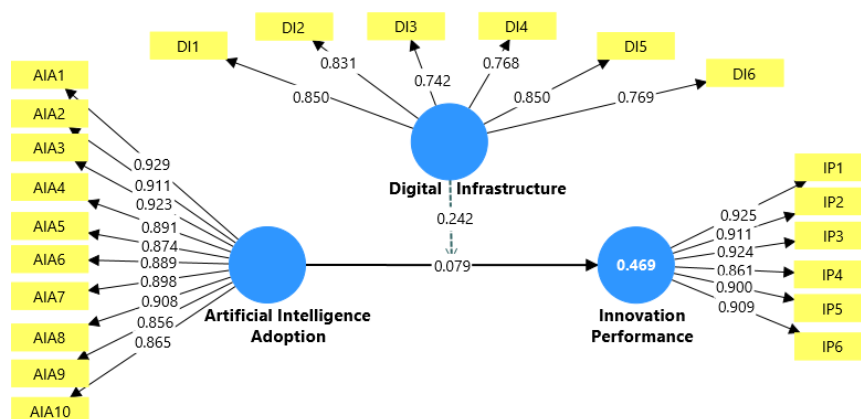 DI1
DI2
DI3
DI4
DI5
DI6
0.850
0.831
0.742
0.768
0.850
0.769
Digital Infrastructure
0.242
0.079
AIA1
AIA2
AIA3
AIA4
AIA5
AIA6
AIA7
AIA8
AIA9
AIA10
0.929
0.911
0.923
0.891
0.874
0.889
0.898
0.908
0.856
0.865
Artificial Intelligence
Adoption
0.469
Innovation
Performance
0.925
0.911
0.924
0.861
0.900
0.909
IP1
IP2
IP3
IP4
IP5
IP6